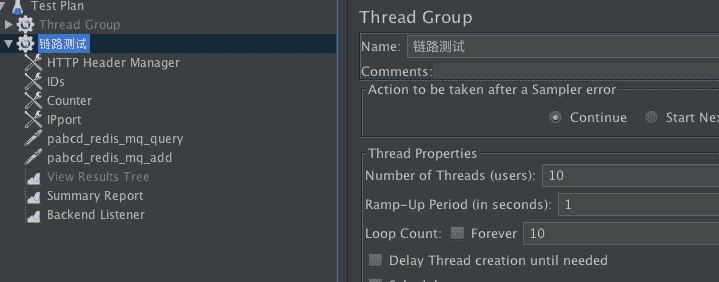 Test Plan
Thread Group
链路测试
HTTP Header Manager
IDs
Counter
IPport
pabcd_redis_mq_query
pabcd_redis_mq_add
View Results Tree
Summary Report
Backend Listener
Thread Group
Name: 链路测试
Comments:
Action to be taken after a Sampler error
Continue Start Nex
Thread Properties
Number of Threads (users): 10
Ramp-Up Period (in seconds): 1
Loop Count: Forever 10
Delay Thread creation until needed